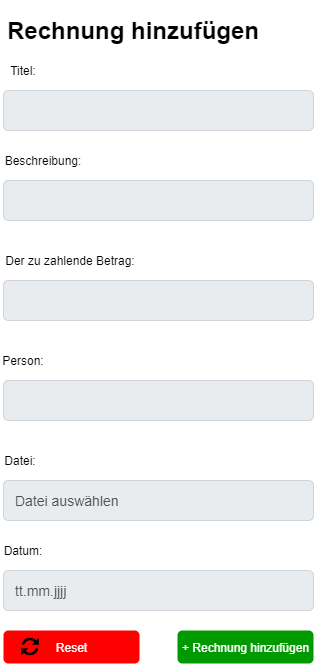 Rechnung hinzufügen
Titel:
Beschreibung:
Der zu zahlende Betrag:
Person:
Datei:
Datei auswählen
Datum:
tt.mm.jjjj
Reset
+ Rechnung hinzufügen